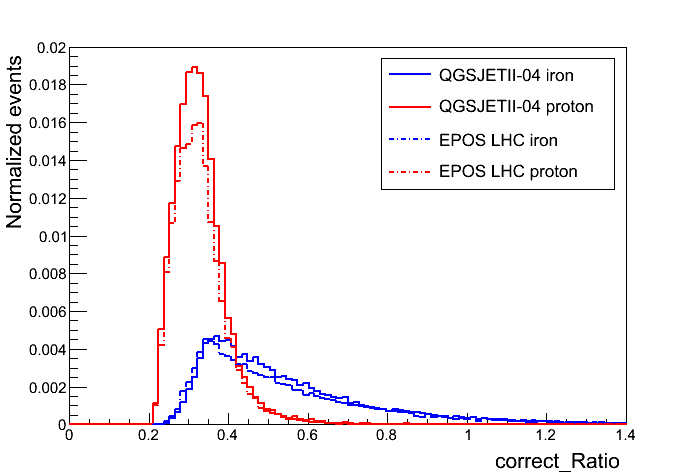 Normalized events
0.02
0.018
0.016
0.014
0.012
0.01
0.008
0.006
0.004
0.002
0
QGSJETII-04 iron
QGSJETII-04 proton
EPOS LHC iron
EPOS LHC proton
0 0.2 0.4 0.6 0.8 1 1.2 1.4
correct_Ratio